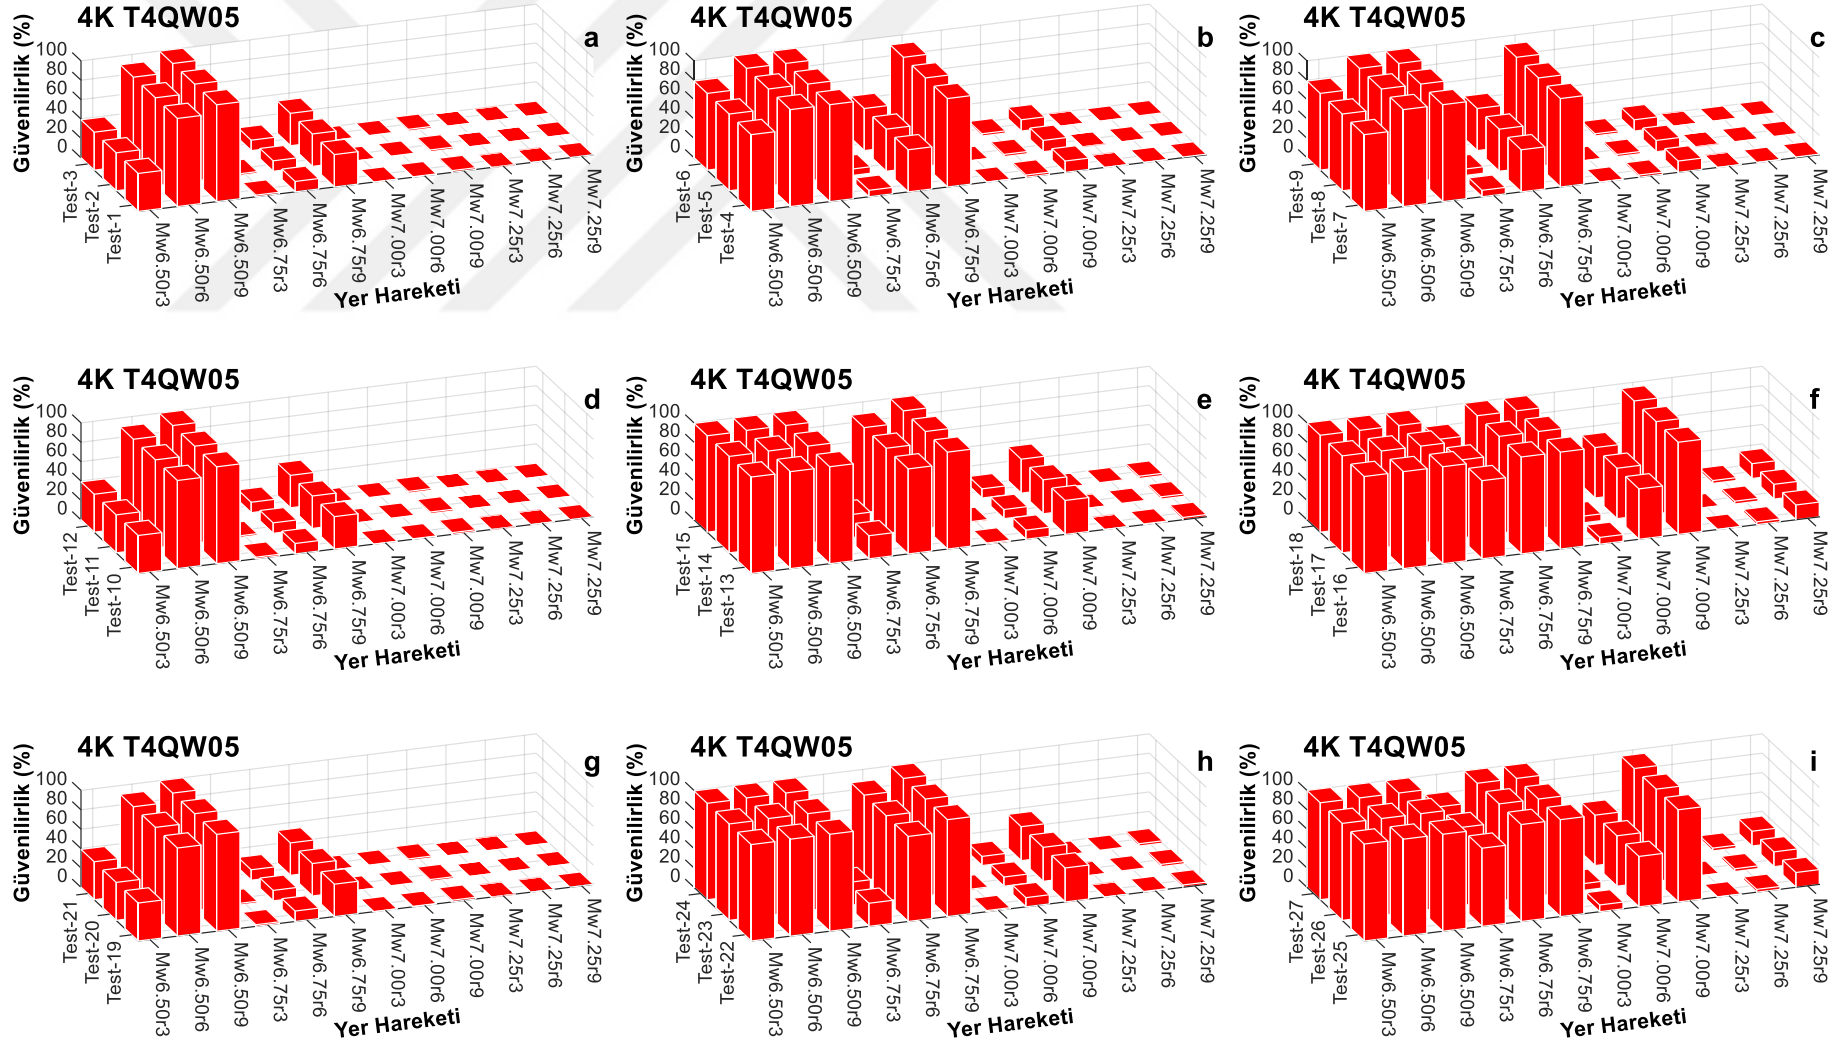 4K T4QW05
a
Güvenilirlik (%)
100
80
60
40
20
0
Test-3
Test-2
Test-1
Mw6.50r3
Mw6.50r6
Mw6.50r9
Mw6.75r3
Mw6.75r6
Mw6.75r9
Mw7.00r3
Mw7.00r6
Mw7.00r9
Mw7.25r3
Mw7.25r6
Mw7.25r9
Yer Hareketi
4K T4QW05
b
Güvenilirlik (%)
100
80
60
40
20
0
Test-6
Test-5
Test-4
Mw6.50r3
Mw6.50r6
Mw6.50r9
Mw6.75r3
Mw6.75r6
Mw6.75r9
Mw7.00r3
Mw7.00r6
Mw7.00r9
Mw7.25r3
Mw7.25r6
Mw7.25r9
Yer Hareketi
4K T4QW05
c
Güvenilirlik (%)
100
80
60
40
20
0
Test-9
Test-8
Test-7
Mw6.50r3
Mw6.50r6
Mw6.50r9
Mw6.75r3
Mw6.75r6
Mw6.75r9
Mw7.00r3
Mw7.00r6
Mw7.00r9
Mw7.25r3
Mw7.25r6
Mw7.25r9
Yer Hareketi
4K T4QW05
d
Güvenilirlik (%)
100
80
60
40
20
0
Test-12
Test-11
Test-10
Mw6.50r3
Mw6.50r6
Mw6.50r9
Mw6.75r3
Mw6.75r6
Mw6.75r9
Mw7.00r3
Mw7.00r6
Mw7.00r9
Mw7.25r3
Mw7.25r6
Mw7.25r9
Yer Hareketi
4K T4QW05
e
Güvenilirlik (%)
100
80
60
40
20
0
Test-15
Test-14
Test-13
Mw6.50r3
Mw6.50r6
Mw6.50r9
Mw6.75r3
Mw6.75r6
Mw6.75r9
Mw7.00r3
Mw7.00r6
Mw7.00r9
Mw7.25r3
Mw7.25r6
Mw7.25r9
Yer Hareketi
4K T4QW05
f
Güvenilirlik (%)
100
80
60
40
20
0
Test-18
Test-17
Test-16
Mw6.50r3
Mw6.50r6
Mw6.50r9
Mw6.75r3
Mw6.75r6
Mw6.75r9
Mw7.00r3
Mw7.00r6
Mw7.00r9
Mw7.25r3
Mw7.25r6
Mw7.25r9
Yer Hareketi
4K T4QW05
g
Güvenilirlik (%)
100
80
60
40
20
0
Test-21
Test-20
Test-19
Mw6.50r3
Mw6.50r6
Mw6.50r9
Mw6.75r3
Mw6.75r6
Mw6.75r9
Mw7.00r3
Mw7.00r6
Mw7.00r9
Mw7.25r3
Mw7.25r6
Mw7.25r9
Yer Hareketi
4K T4QW05
h
Güvenilirlik (%)
100
80
60
40
20
0
Test-24
Test-23
Test-22
Mw6.50r3
Mw6.50r6
Mw6.50r9
Mw6.75r3
Mw6.75r6
Mw6.75r9
Mw7.00r3
Mw7.00r6
Mw7.00r9
Mw7.25r3
Mw7.25r6
Mw7.25r9
Yer Hareketi
4K T4QW05
i
Güvenilirlik (%)
100
80
60
40
20
0
Test-27
Test-26
Test-25
Mw6.50r3
Mw6.50r6
Mw6.50r9
Mw6.75r3
Mw6.75r6
Mw6.75r9
Mw7.00r3
Mw7.00r6
Mw7.00r9
Mw7.25r3
Mw7.25r6
Mw7.25r9
Yer Hareketi